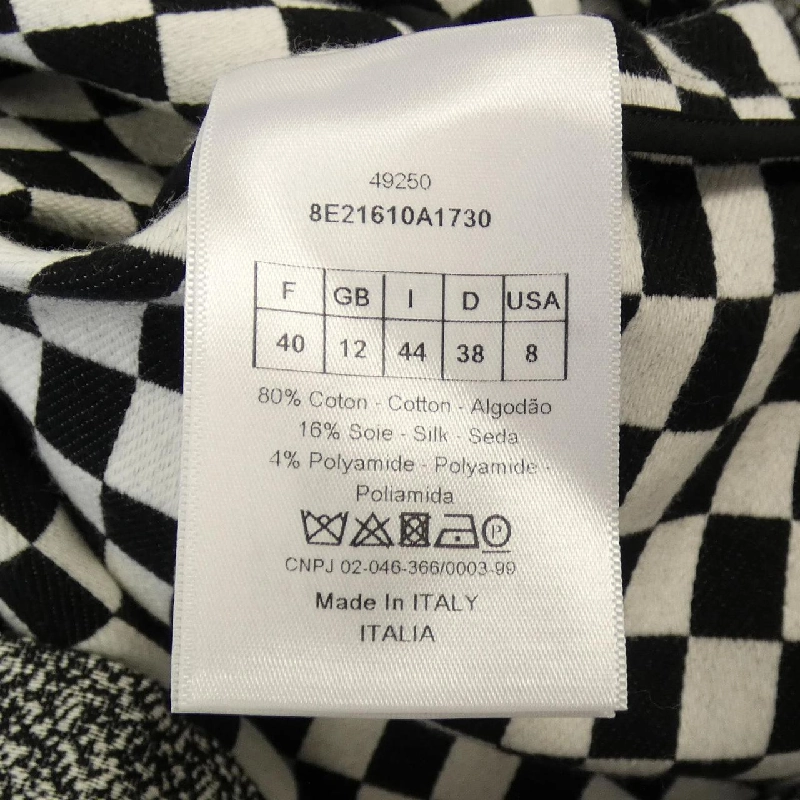 49250
8E21610A1730
F GB I D USA
40 12 44 38 8
80% Coton - Cotton - Algodão
16% Soie - Silk - Seda
4% Polyamide - Polyamide -
Poliamida
P
CNPJ 02-046-366/0003-99
Made In ITALY
ITALIA